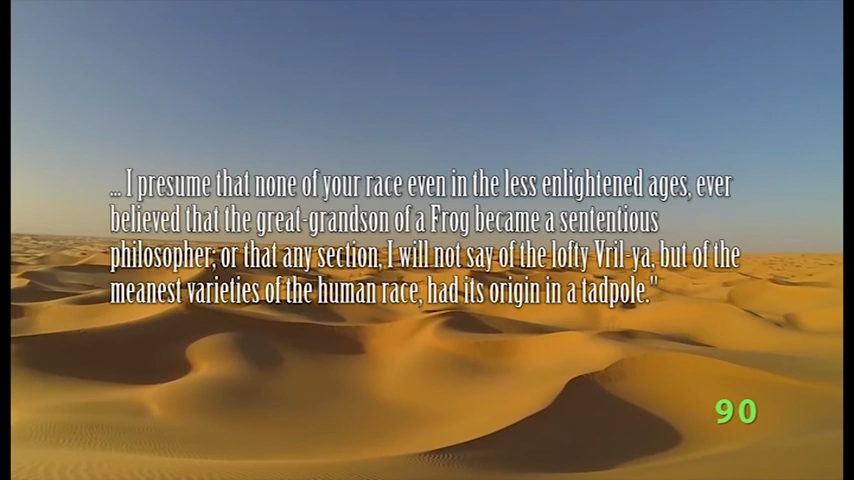 ... I presume that none of your race even in the less enlightened ages, ever
believed that the great-grandson of a Frog became a sententious
philosopher; or that any section, I will not say of the lofty Vril-ya, but of the
meanest varieties of the human race, had its origin in a tadpole."
90